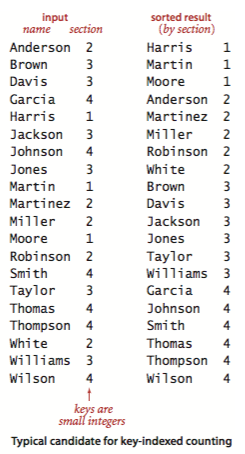 input sorted result
name section (by section)
Anderson 2 Harris 1
Brown 3 Martin 1
Davis 3 Moore 1
Garcia 4 Anderson 2
Harris 1 Martinez 2
Jackson 3 Miller 2
Johnson 4 Robinson 2
Jones 3 White 2
Martin 1 Brown 3
Martinez 2 Davis 3
Miller 2 Jackson 3
Moore 1 Jones 3
Robinson 2 Taylor 3
Smith 4 Williams 3
Taylor 3 Garcia 4
Thomas 4 Johnson 4
Thompson 4 Smith 4
White 2 Thomas 4
Williams 3 Thompson 4
Wilson 4 Wilson 4
keys are
small integers
Typical candidate for key-indexed counting